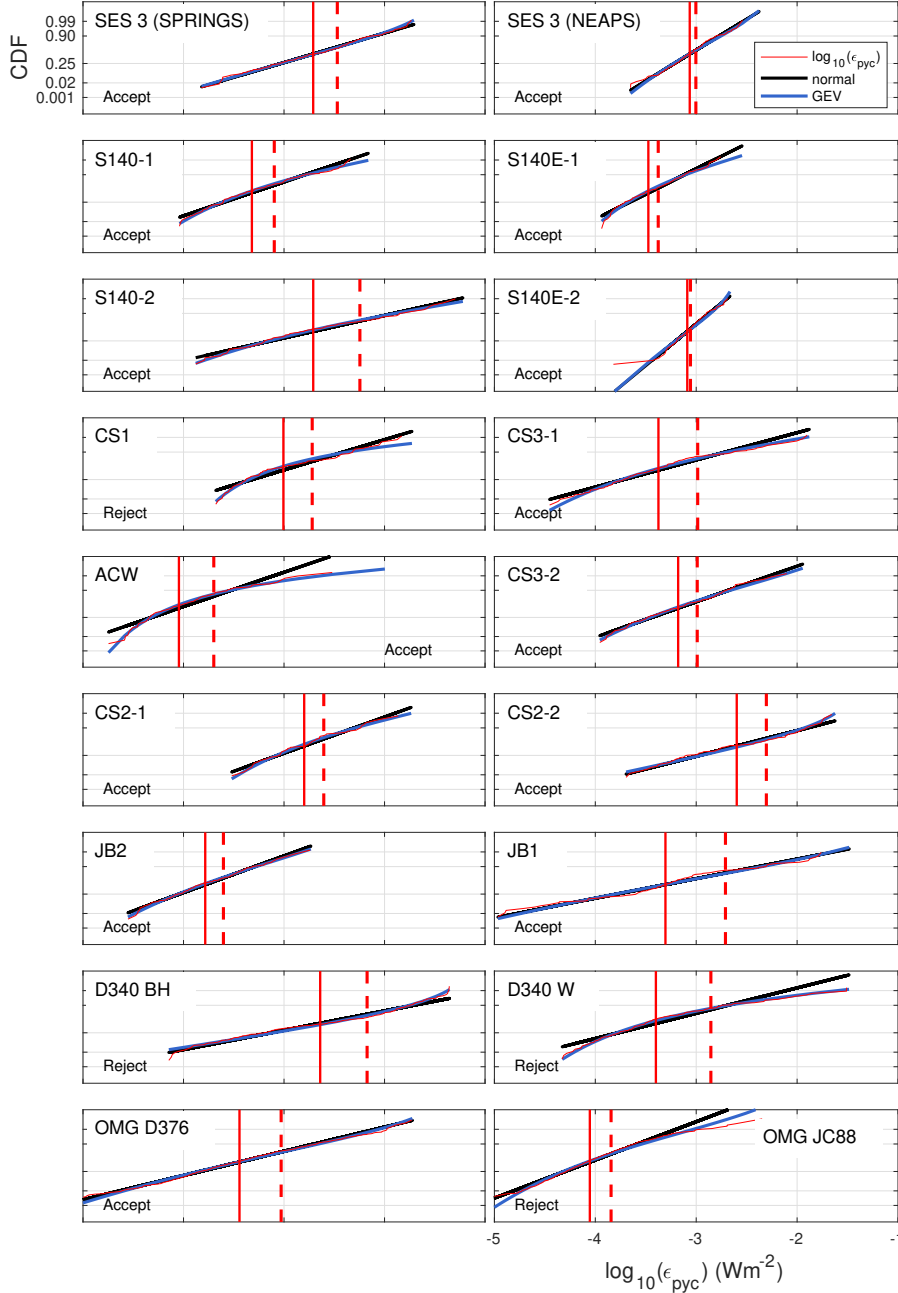 SES 3 (SPRINGS)
SES 3 (NEAPS)
CDF
0.99
0.90
0.25
0.02
0.001
Accept
Accept
log10(ϵpyc)
normal
GEV
S140-1
S140E-1
Accept
Accept
S140-2
S140E-2
Accept
Accept
CS1
CS3-1
Reject
Accept
ACW
CS3-2
Accept
Accept
CS2-1
CS2-2
Accept
Accept
JB2
JB1
Accept
Accept
D340 BH
D340 W
Reject
Reject
OMG D376
OMG JC88
Accept
Reject
-5 -4 -3 -2 -1
log10(ϵpyc) (Wm-2)